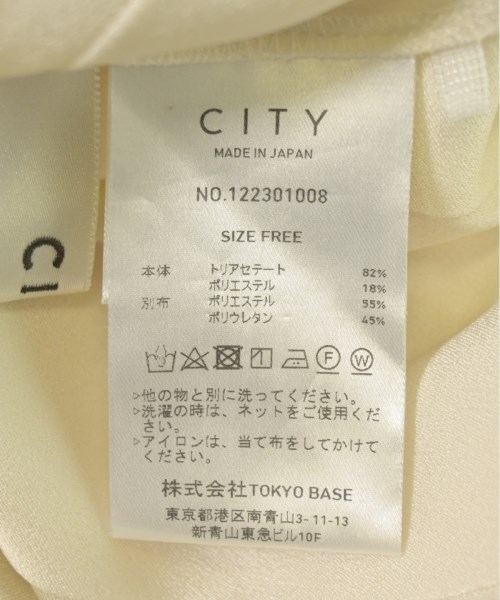 CITY
MADE IN JAPAN
NO.122301008
SIZE FREE
本体 トリアセテート 82%
ポリエステル 18%
別布 ポリエステル 55%
ポリウレタン 45%
F W
▷他の物と別に洗ってください。
▷洗濯の時は、ネットをご使用くだ
さい。
▷アイロンは、当て布をしてかけて
ください。
株式会社TOKYO BASE
東京都港区南青山3-11-13
新青山東急ビル10F
CI